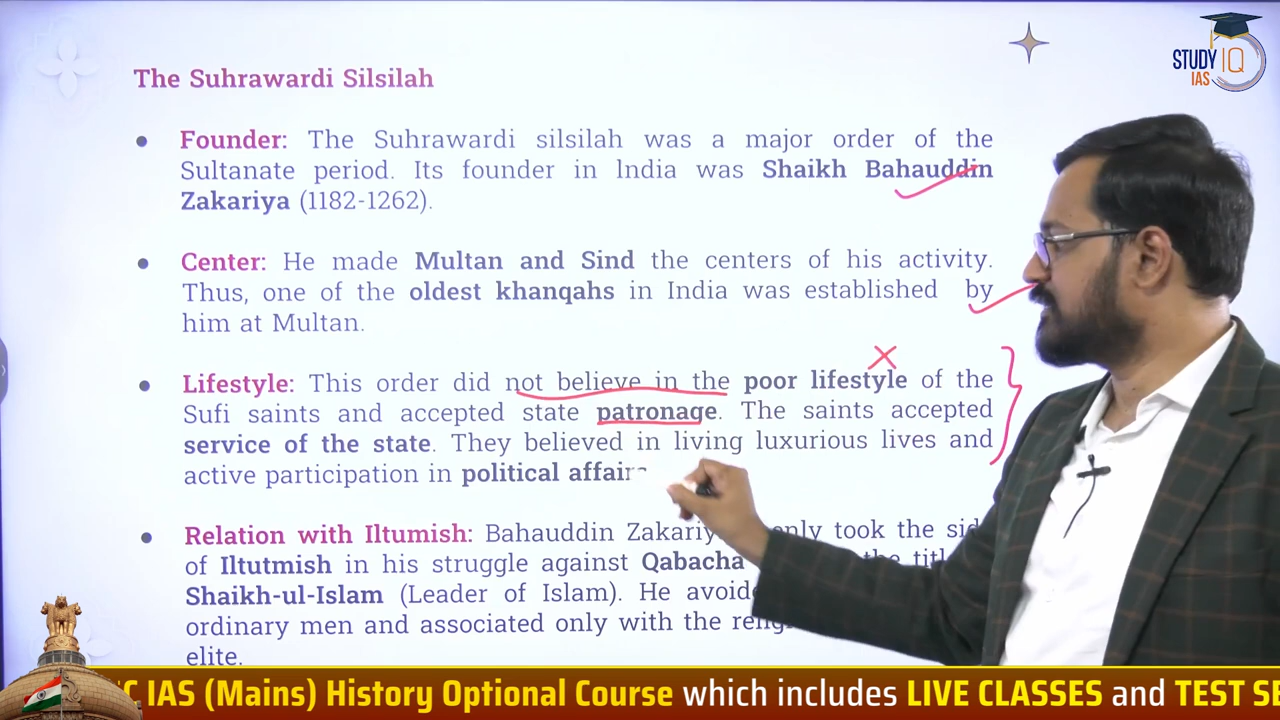 The Suhrawardi Silsilah
STUDY IQ
IAS
• Founder: The Suhrawardi silsilah was a major order of the
Sultanate period. Its founder in India was Shaikh Bahauddin
Zakariya (1182-1262).
• Center: He made Multan and Sind the centers of his activity.
Thus, one of the oldest khanqahs in India was established by
him at Multan.
• Lifestyle: This order did not believe in the poor lifestyle of the
Sufi saints and accepted state patronage. The saints accepted
service of the state. They believed in living luxurious lives and
active participation in political
• Relation with Iltumish: Bahauddin only took the
of Iltutmish in his struggle against Qabacha the
Shaikh-ul-Islam (Leader of Islam). He
ordinary men and associated only with the
elite.
IAS (Mains) History Optional Course which includes LIVE CLASSES and TEST